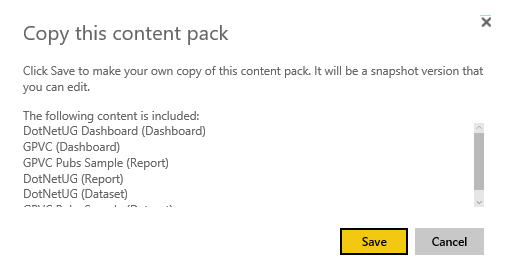 Copy this content pack
Click Save to make your own copy of this content pack. It will be a snapshot version that
you can edit.
The following content is included:
DotNetUG Dashboard (Dashboard)
GPVC (Dashboard)
GPVC Pubs Sample (Report)
DotNetUG (Report)
DotNetUG (Dataset)
Save Cancel